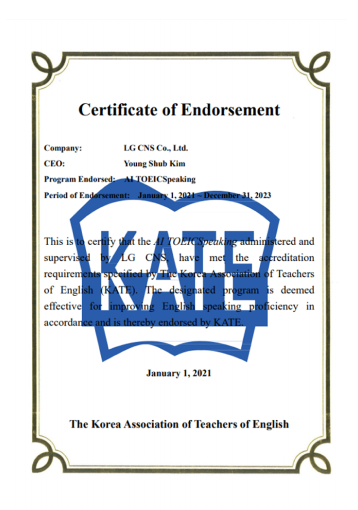 Certificate of Endorsement
Company: LG CNS Co., Ltd.
CEO: Young Shub Kim
Program Endorsed: AI TOEICSpeaking
Period of Endorsement: January 1, 2021 – December 31, 2023
KATE
KATE
This is to certify that the AI TOEICSpeaking administered and
supervised by LG CNS, have met the accreditation
requirements specified by The Korea Association of Teachers
of English (KATE). The designated program is deemed
effective for improving English speaking proficiency in
accordance and is thereby endorsed by KATE.
January 1, 2021
The Korea Association of Teachers of English